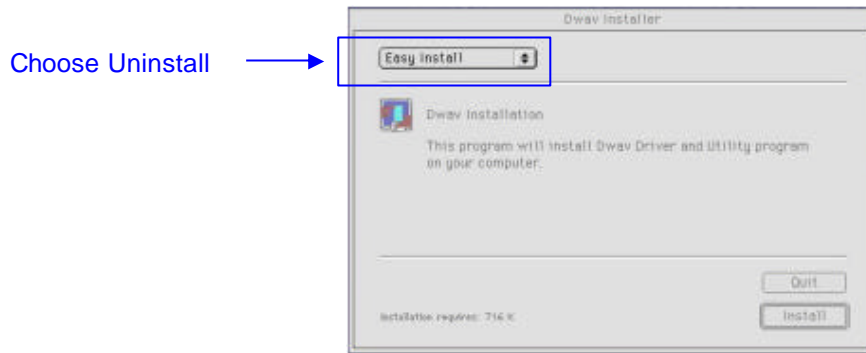 Dwav Installer
Easy Install
Choose Uninstall
Dwav Installation
This program will install Dwav Driver and Utility program
on your computer.
Quit
Installation requires: 716 K
Install